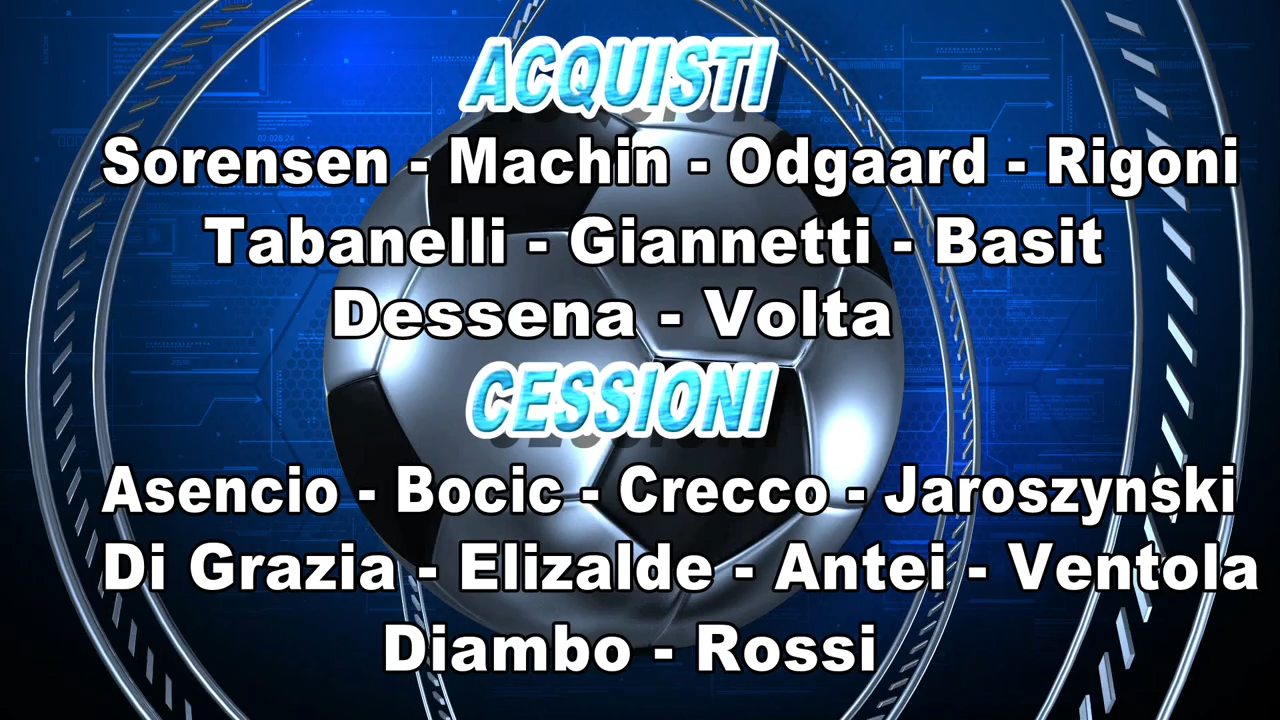 ACQUISTI
Sorensen - Machin - Odgaard - Rigoni
Tabanelli - Giannetti - Basit
Dessena - Volta
CESSIONI
Asencio - Bocic - Crecco - Jaroszynski
Di Grazia - Elizalde - Antei - Ventola
Diambo - Rossi